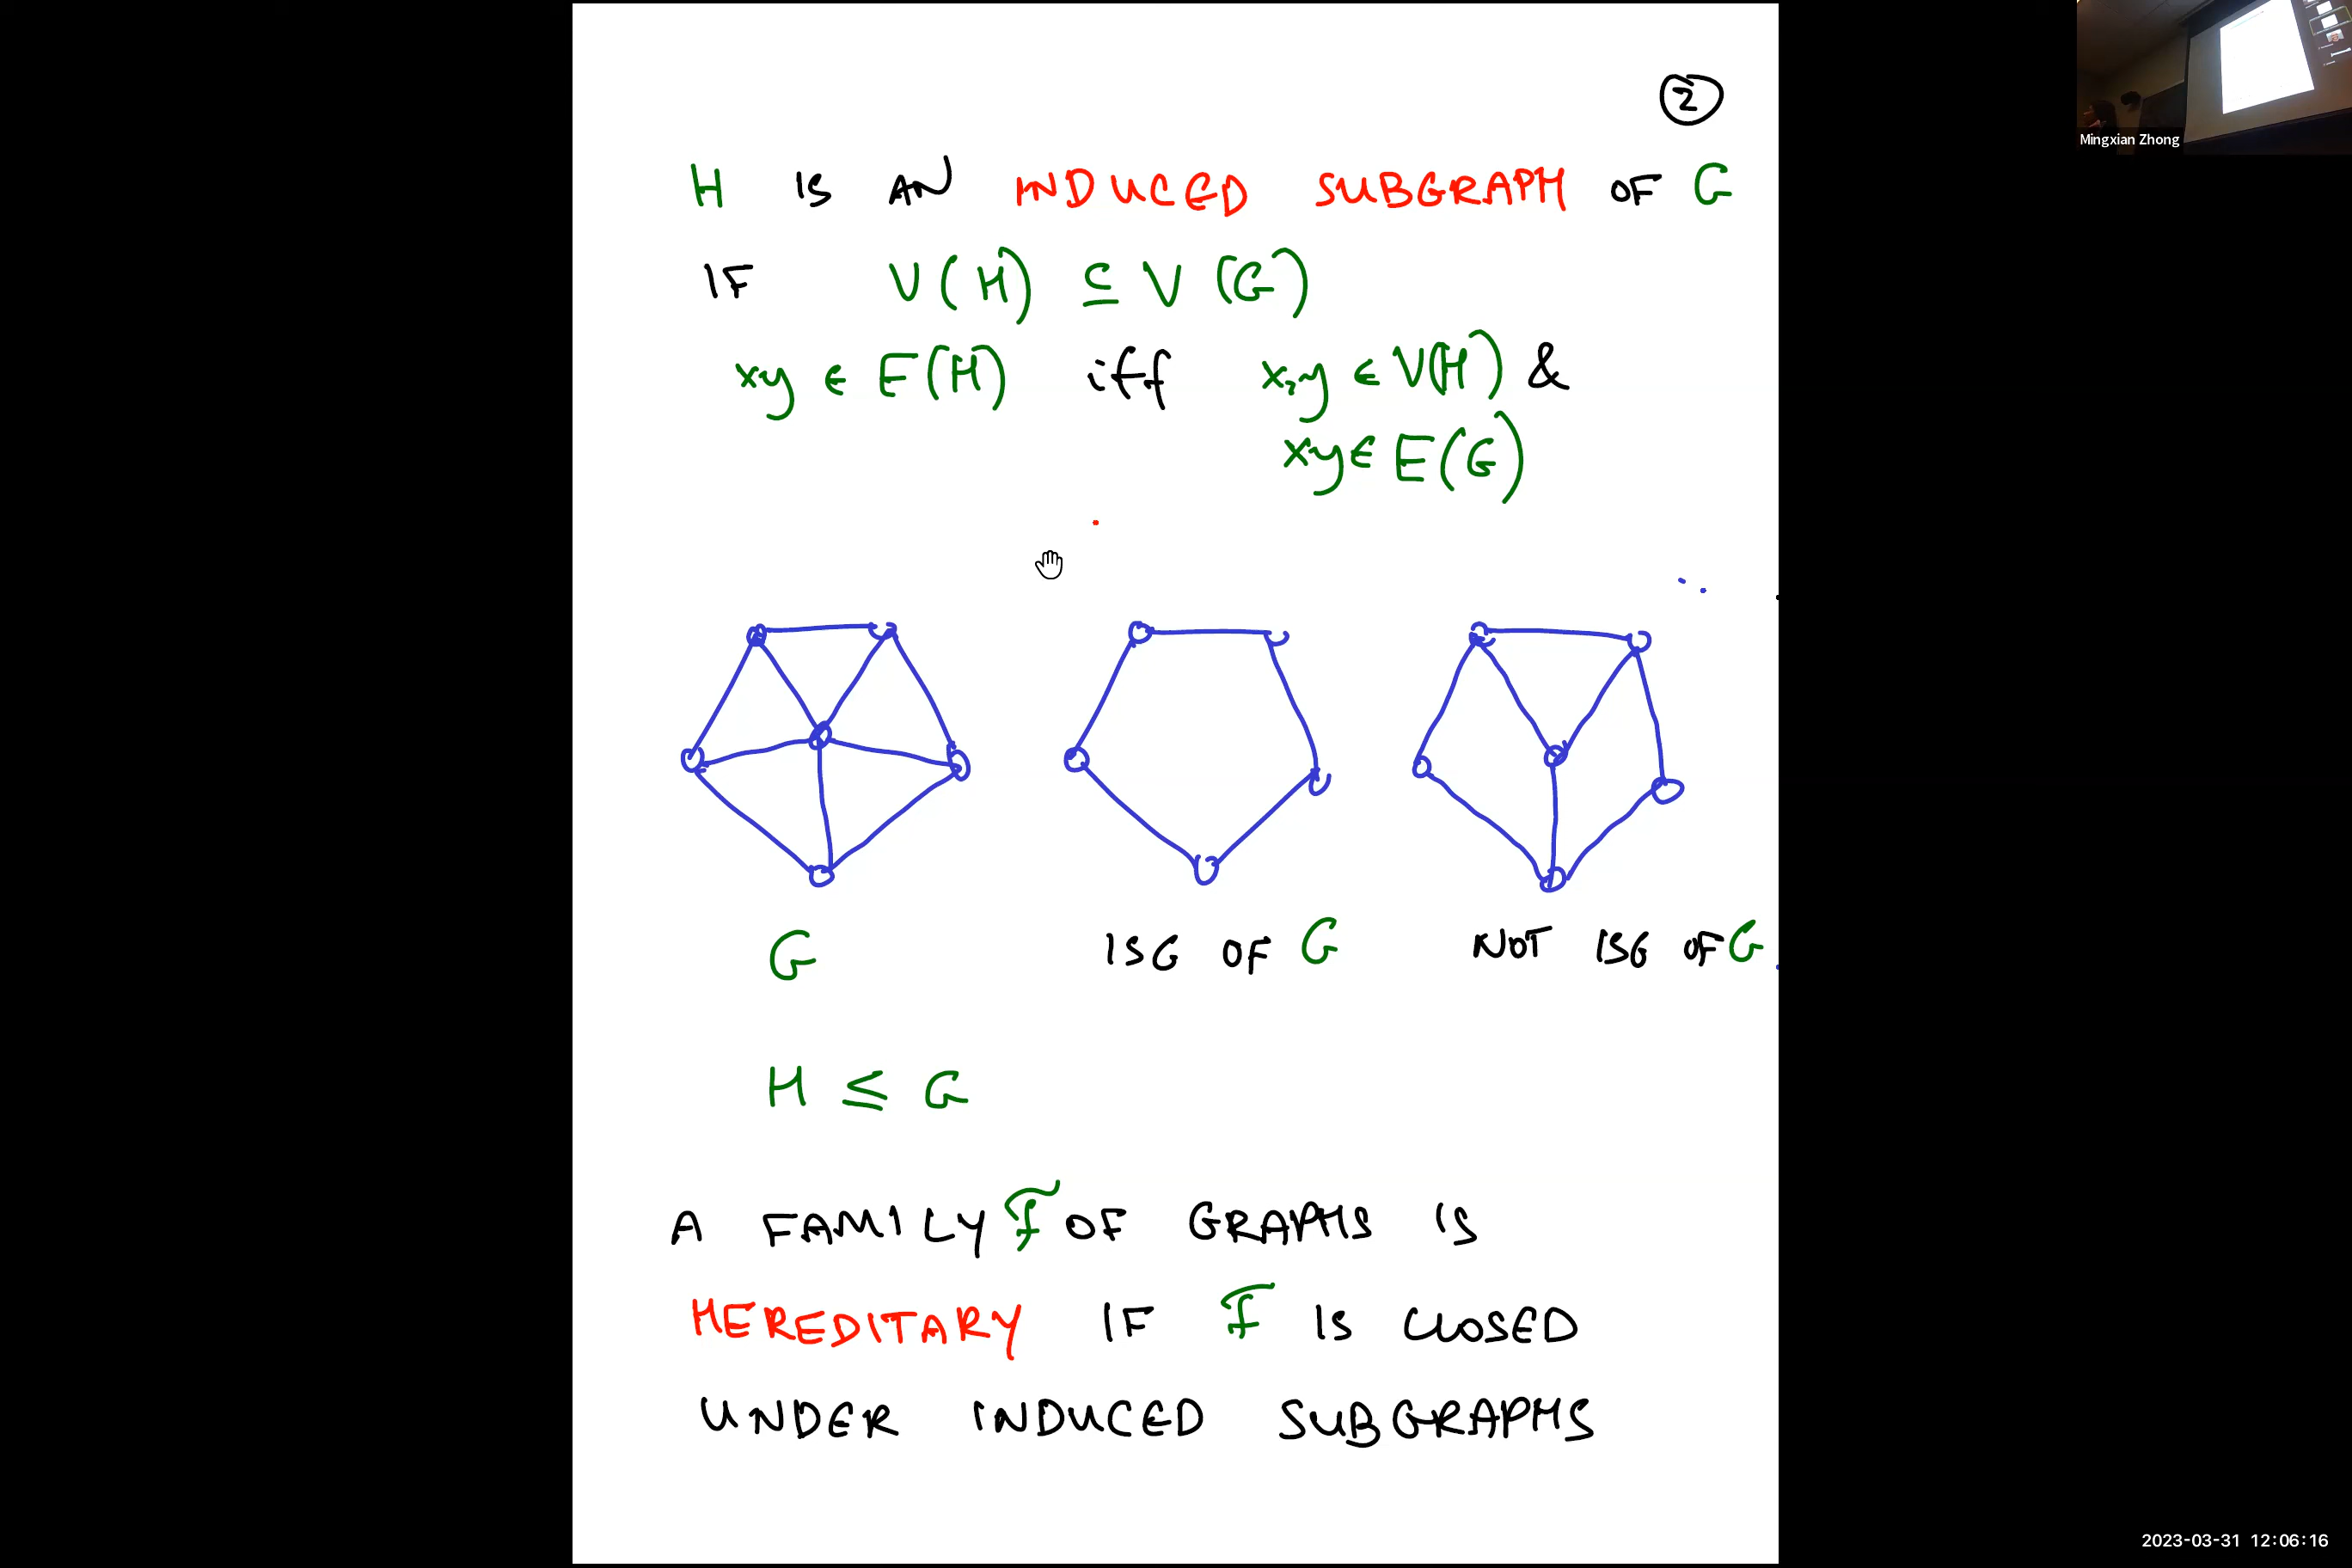 ②
H IS AN INDUCED SUBGRAPH OF G
IF V(H) ⊆ V(G)
xy ∈ E(H) iff x,y ∈ V(H) &
xy ∈ E(G)
G
ISG OF G
NOT ISG OF G
H ≤ G
A FAMILY F OF GRAPHS IS
HEREDITARY IF F IS CLOSED
UNDER INDUCED SUBGRAPHS
Mingxian Zhong
2023-03-31 12:06:16